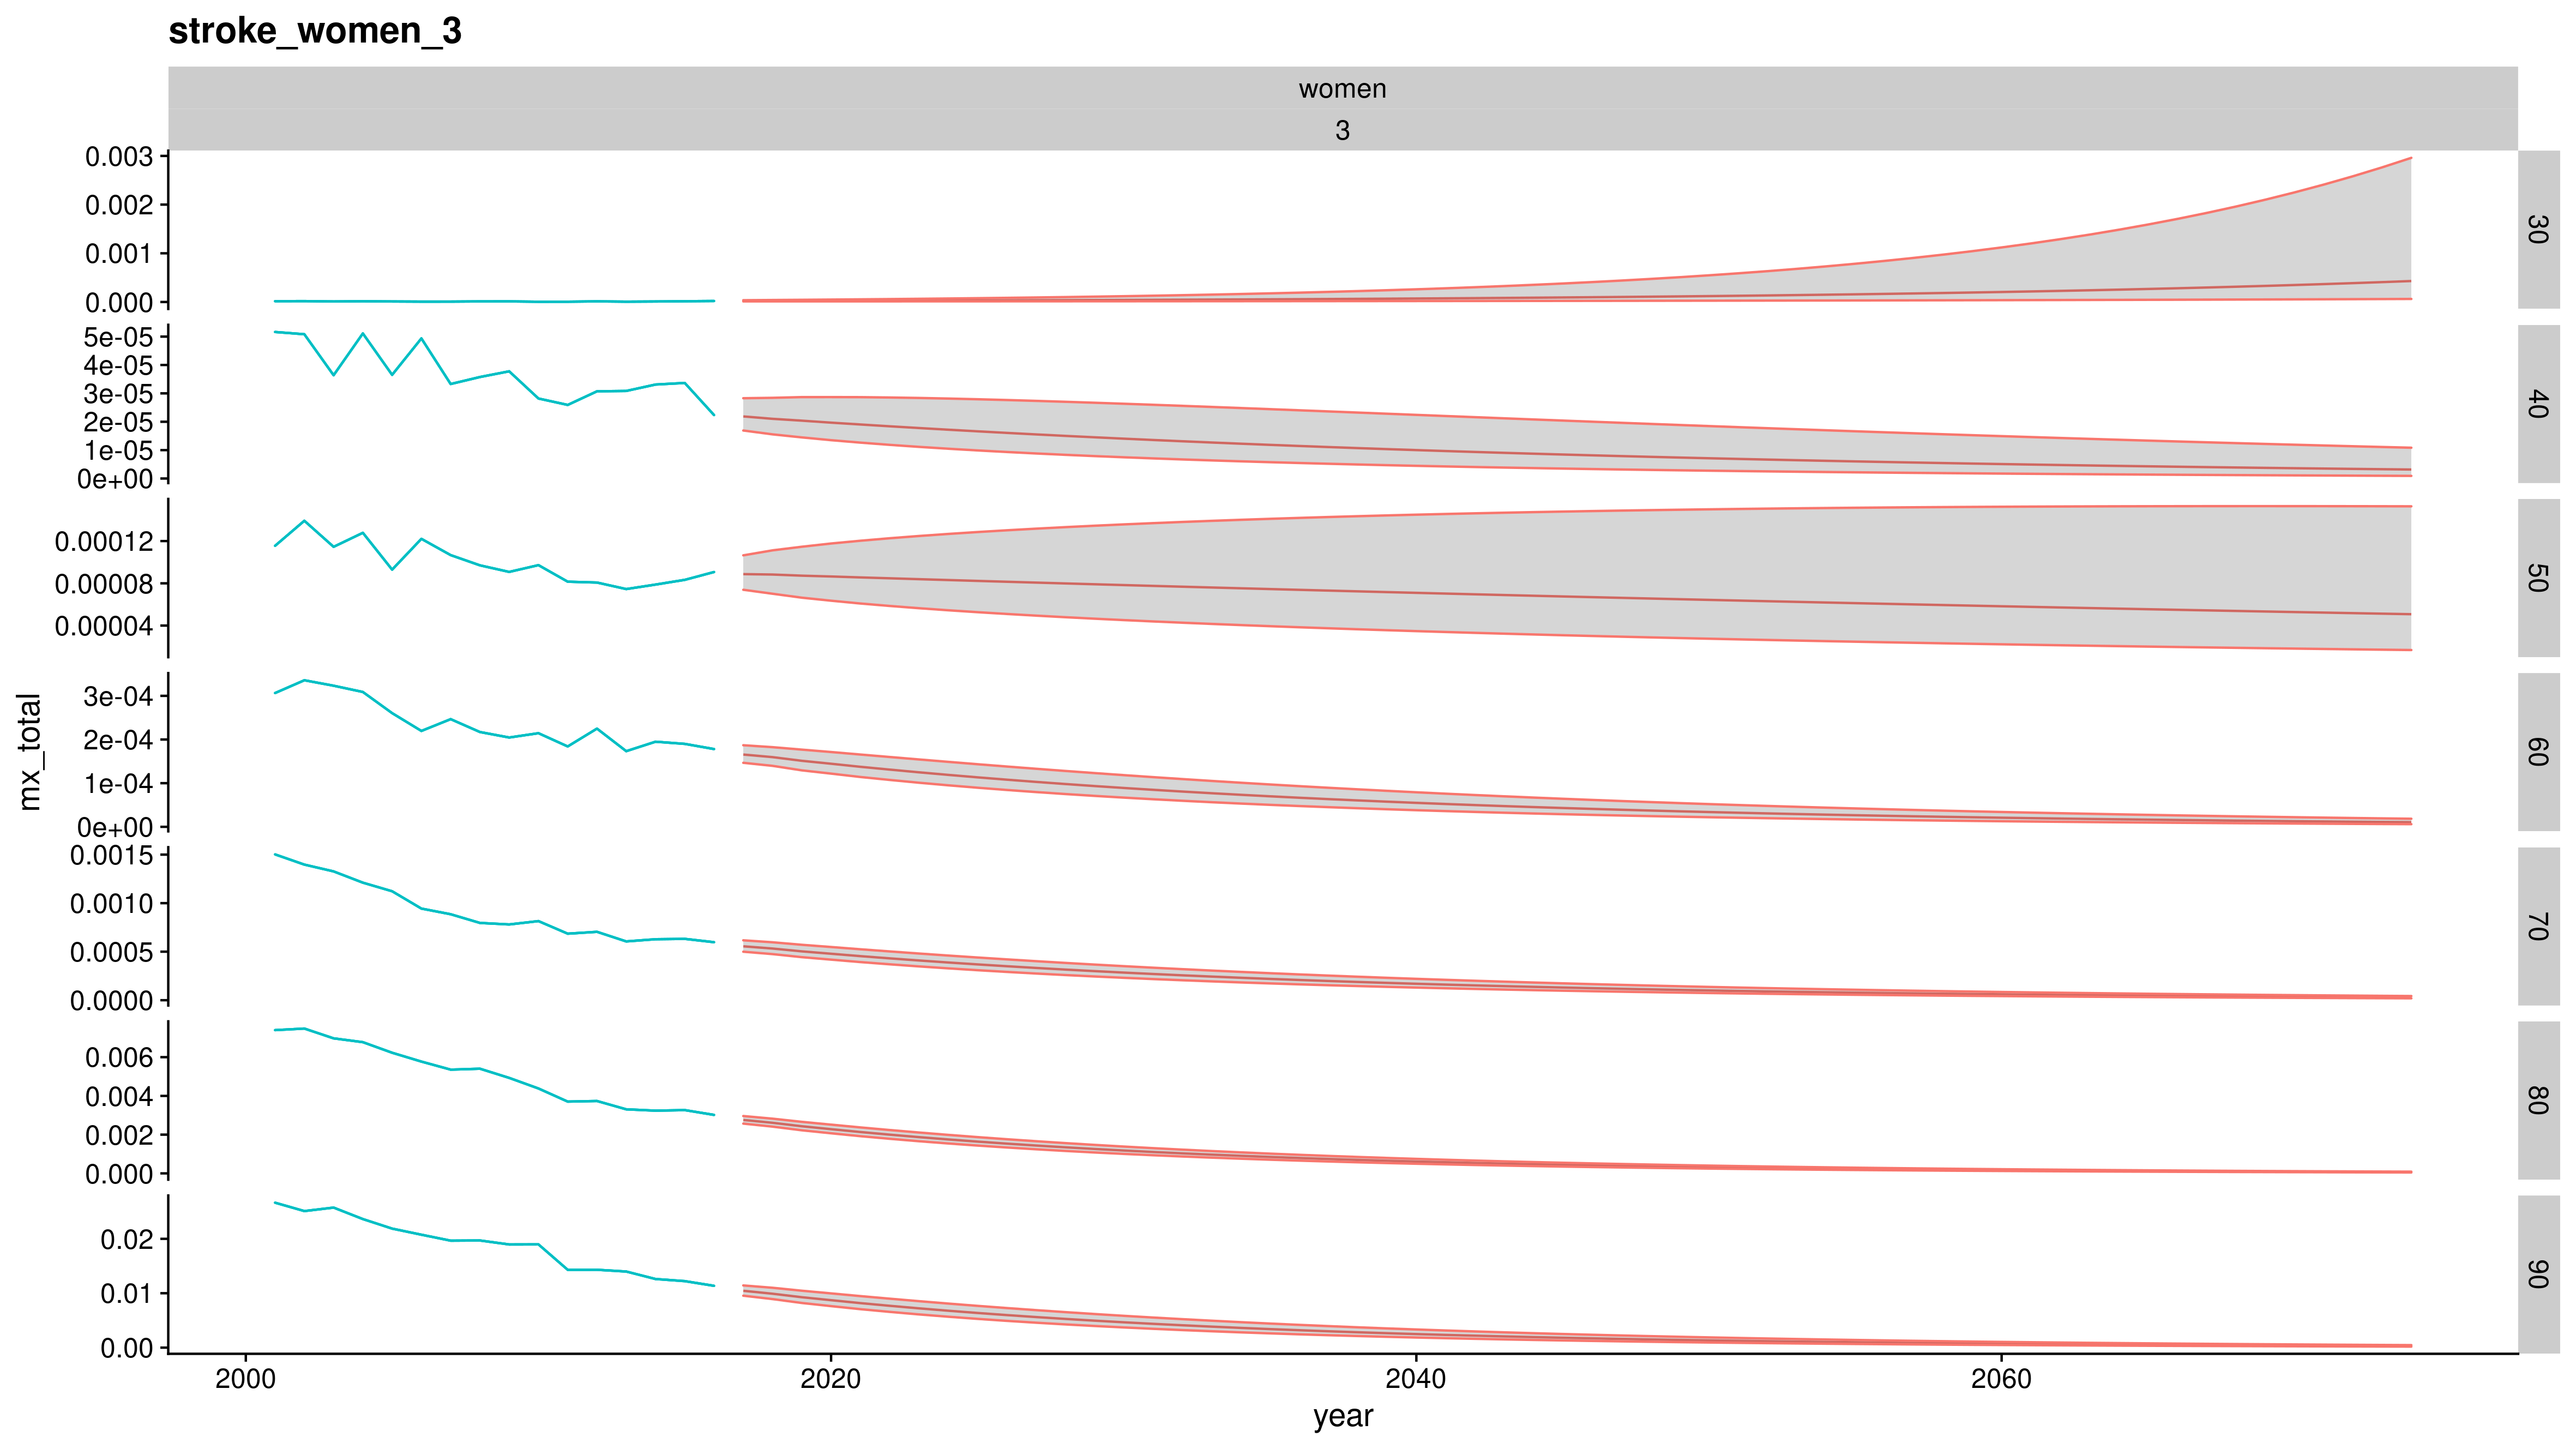 stroke_women_3
women
3
0.003
0.002
0.001
0.000
30
5e-05
4e-05
3e-05
2e-05
1e-05
0e+00
40
0.00012
0.00008
0.00004
50
3e-04
2e-04
1e-04
0e+00
60
0.0015
0.0010
0.0005
0.0000
70
0.006
0.004
0.002
0.000
80
0.02
0.01
0.00
90
mx_total
2000
2020
2040
2060
year